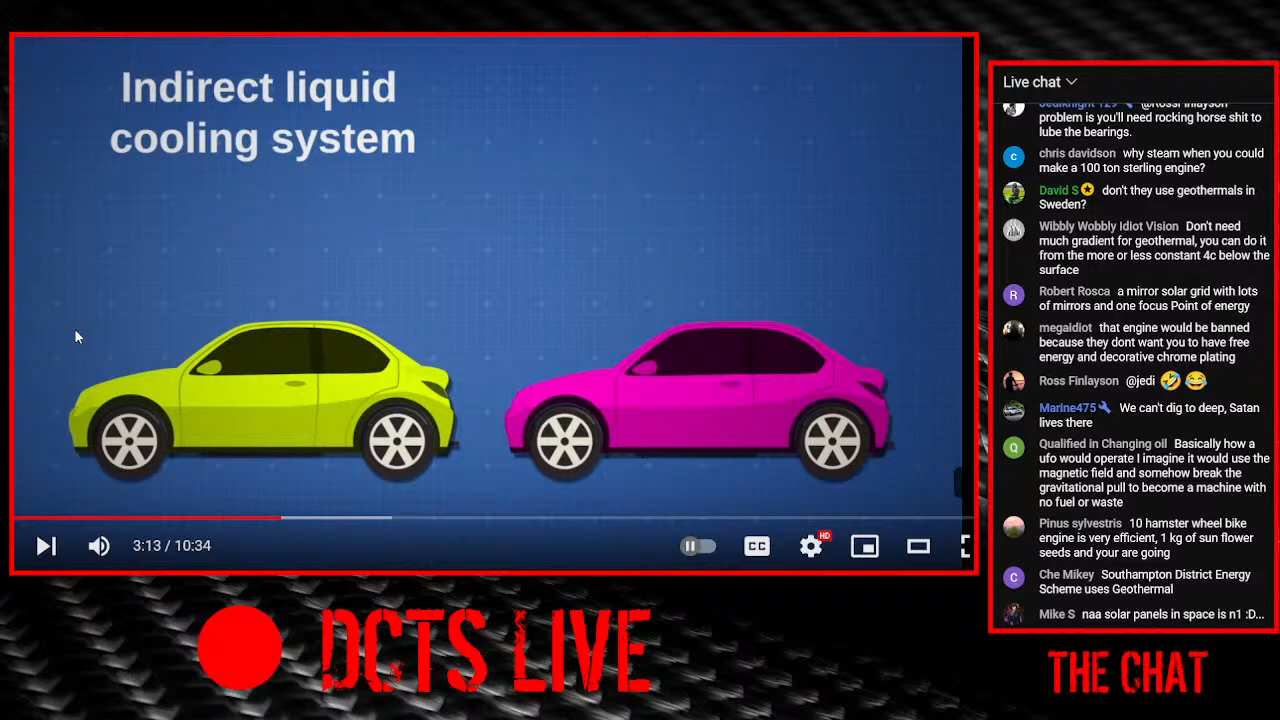 Indirect liquid
cooling system
3:13 / 10:34
CC
HD
DCTS LIVE
Live chat
Jediknight 129 @Ross Finlayson
problem is you'll need rocking horse shit to
lube the bearings.
C
chris davidson why steam when you could
make a 100 ton sterling engine?
David S don't they use geothermals in
Sweden?
Wibbly Wobbly Idiot Vision Don't need
much gradient for geothermal, you can do it
from the more or less constant 4c below the
surface
R
Robert Rosca a mirror solar grid with lots
of mirrors and one focus Point of energy
megaidiot that engine would be banned
because they dont want you to have free
energy and decorative chrome plating
Ross Finlayson @jedi 🤣 😂
Marine475 We can't dig to deep, Satan
lives there
Q
Qualified in Changing oil Basically how a
ufo would operate I imagine it would use the
magnetic field and somehow break the
gravitational pull to become a machine with
no fuel or waste
Pinus sylvestris 10 hamster wheel bike
engine is very efficient, 1 kg of sun flower
seeds and your are going
C
Che Mikey Southampton District Energy
Scheme uses Geothermal
Mike S naa solar panels in space is n1 :D...
THE CHAT